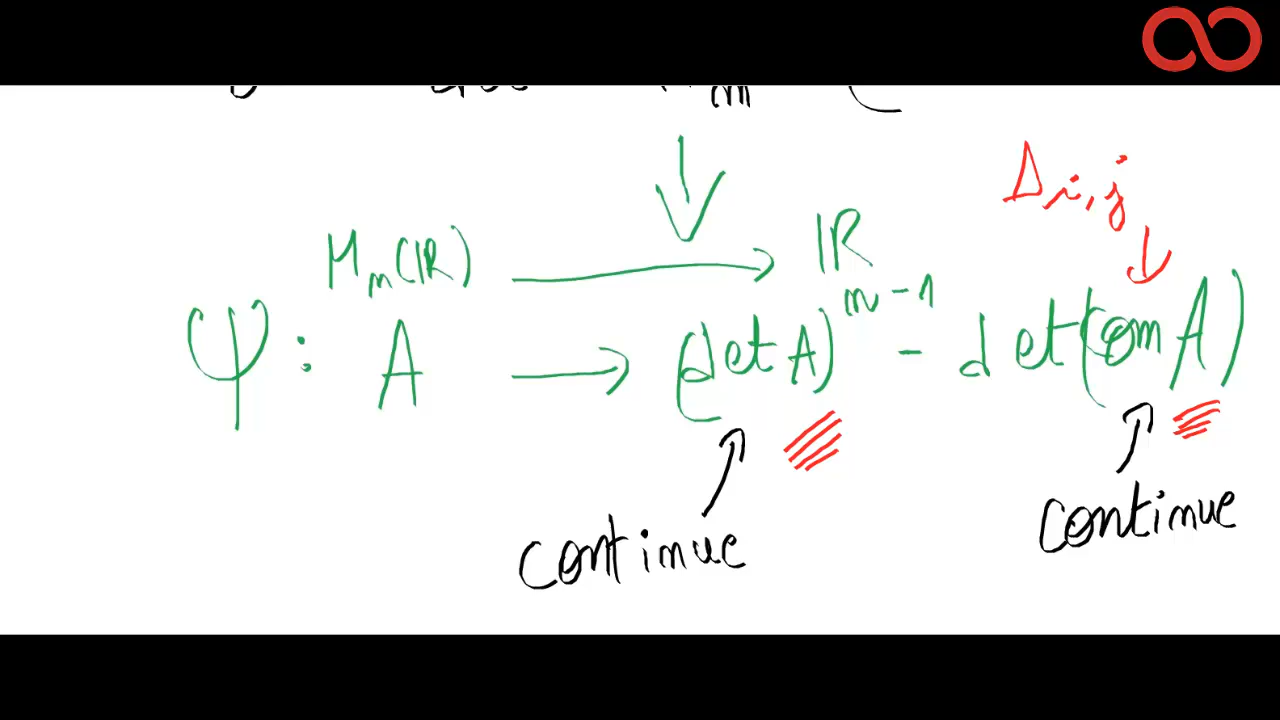 Δi,j
Mn(IR) → IR
φ : A → (det A)^n-1 - det(com A)
continue continue